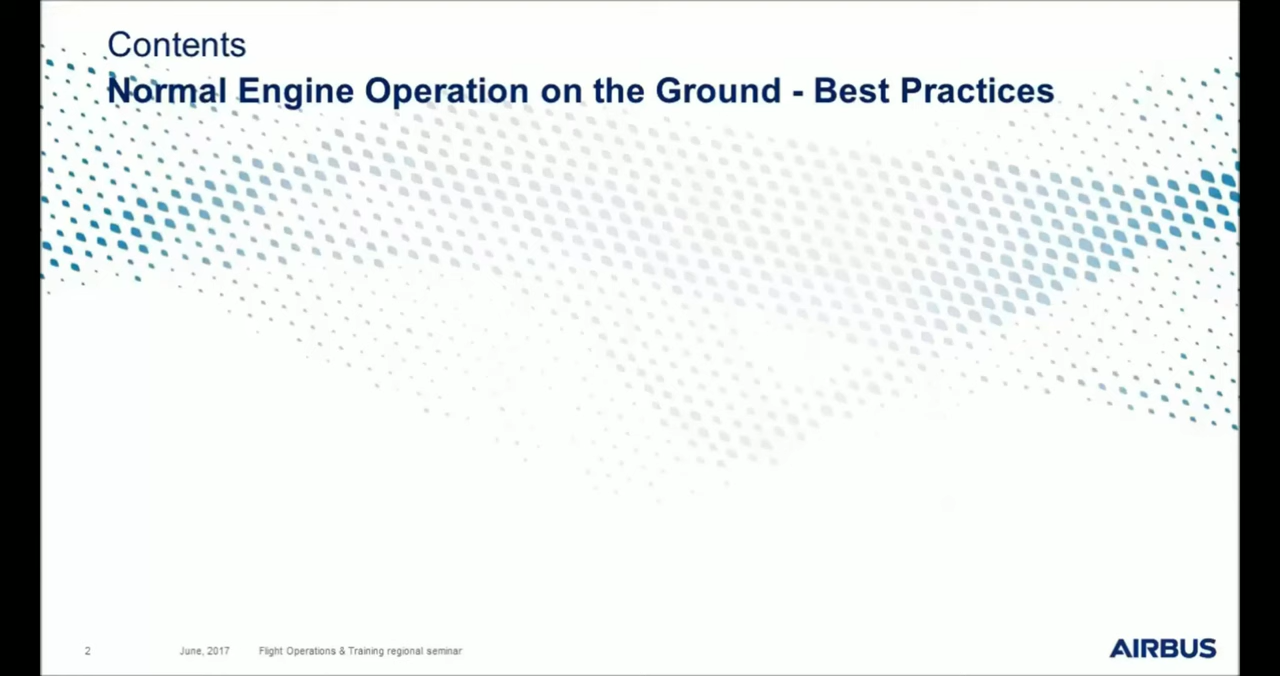 Contents
Normal Engine Operation on the Ground - Best Practices
2 June, 2017 Flight Operations & Training regional seminar
AIRBUS